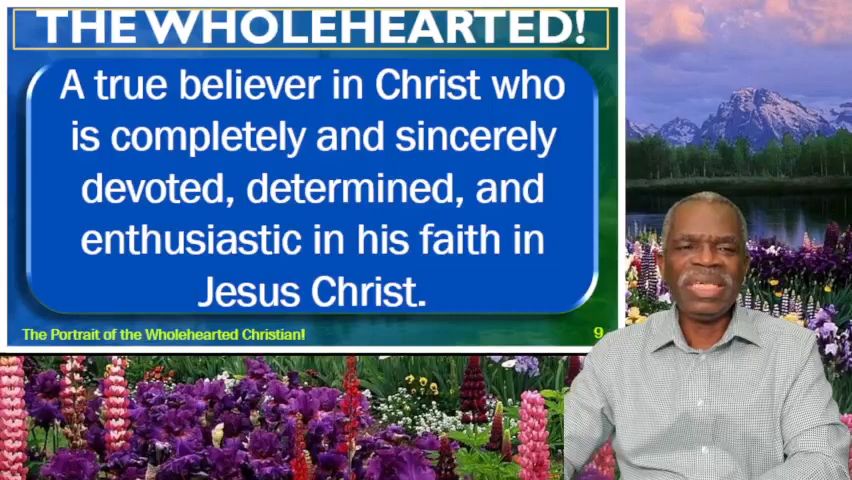 THE WHOLEHEARTED!
A true believer in Christ who
is completely and sincerely
devoted, determined, and
enthusiastic in his faith in
Jesus Christ.
The Portrait of the Wholehearted Christian!
9